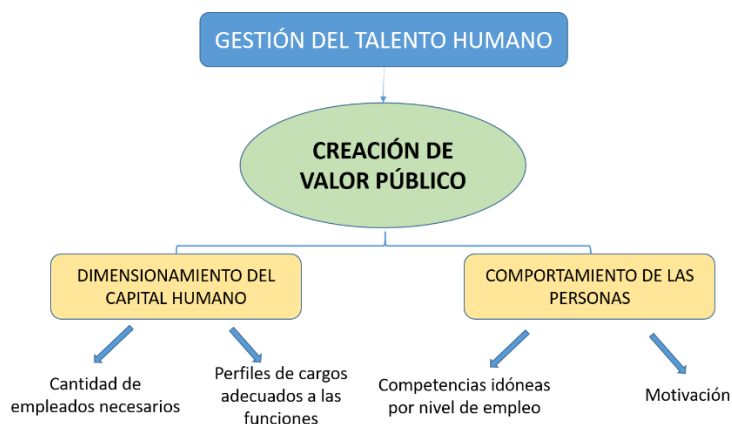 GESTIÓN DEL TALENTO HUMANO
CREACIÓN DE
VALOR PÚBLICO
DIMENSIONAMIENTO DEL
CAPITAL HUMANO
COMPORTAMIENTO DE LAS
PERSONAS
Cantidad de
empleados necesarios
Perfiles de cargos
adecuados a las
funciones
Competencias idóneas
por nivel de empleo
Motivación